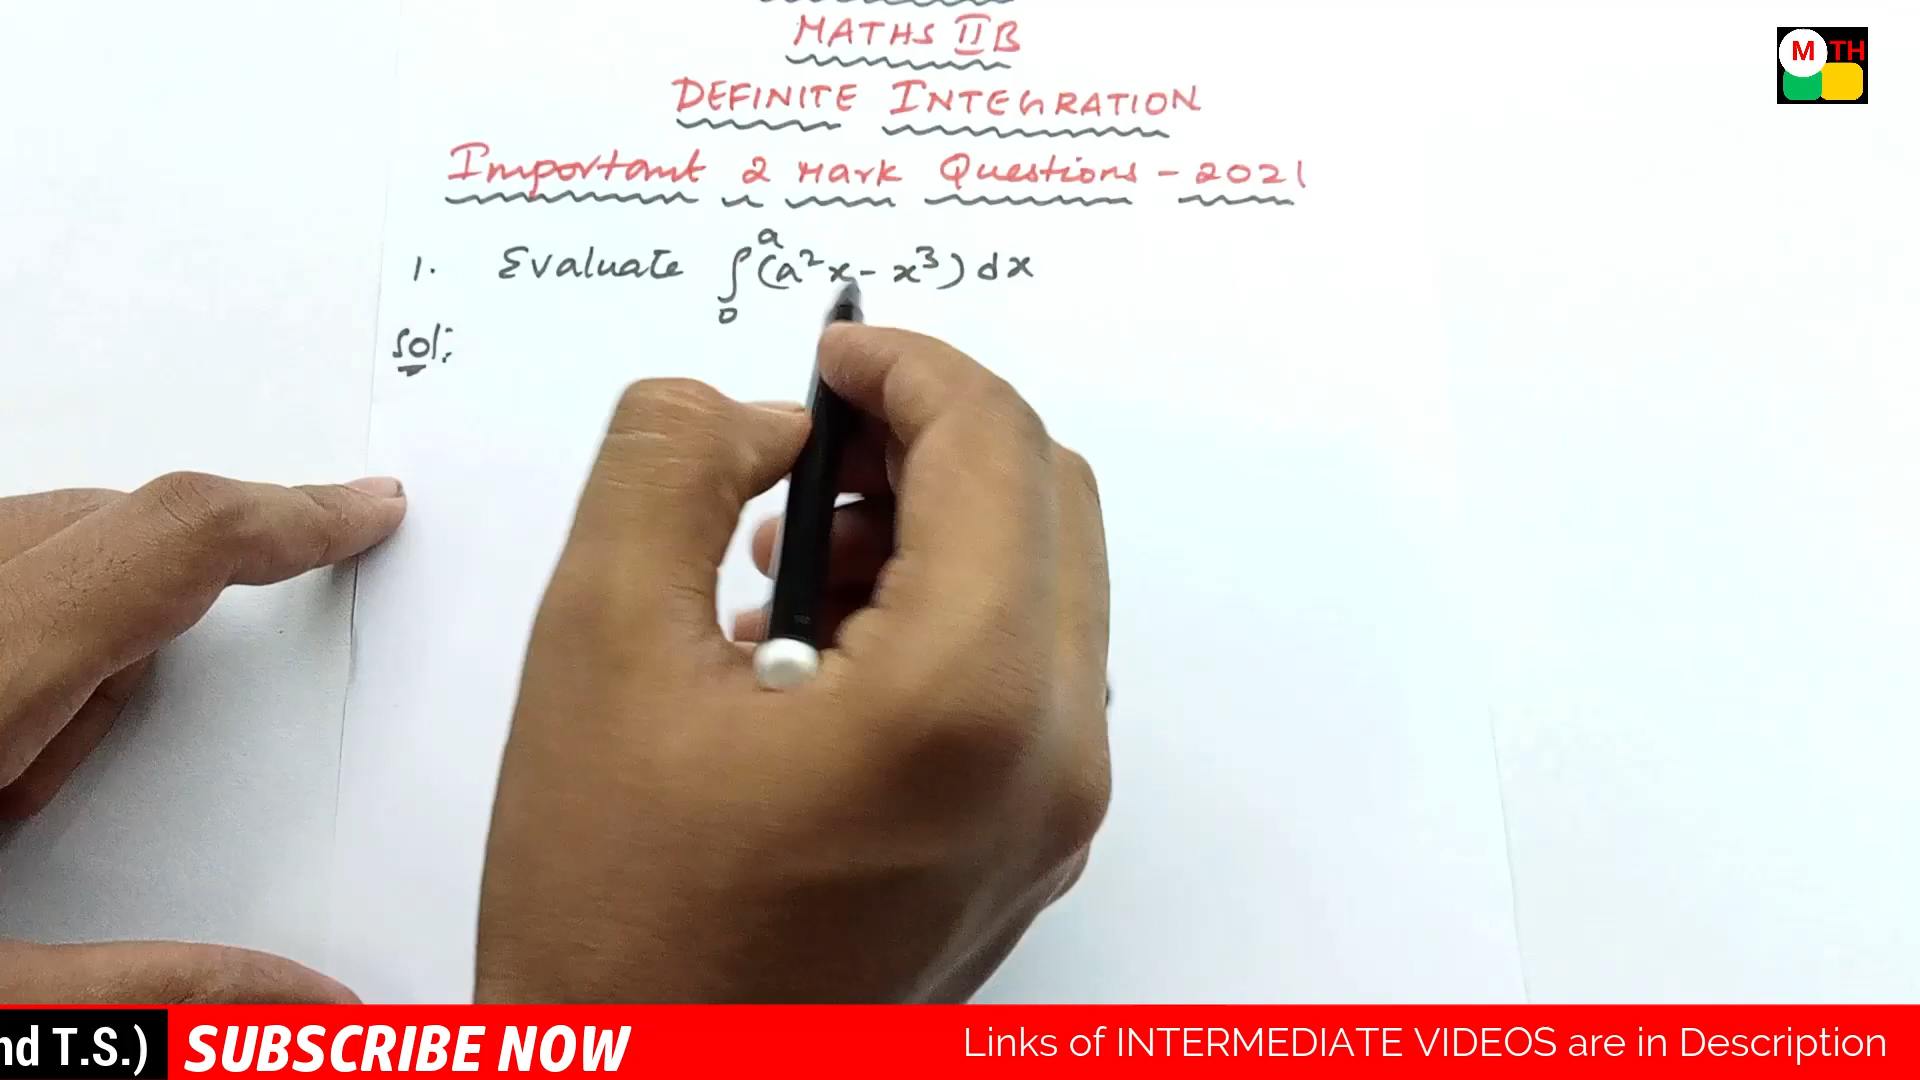 MATHS IIB
DEFINITE INTEGRATION
Important 2 Mark Questions - 2021
1. Evaluate ∫₀ᵃ (a²x - x³) dx
Sol:
M TH
nd T.S.) SUBSCRIBE NOW Links of INTERMEDIATE VIDEOS are in Description